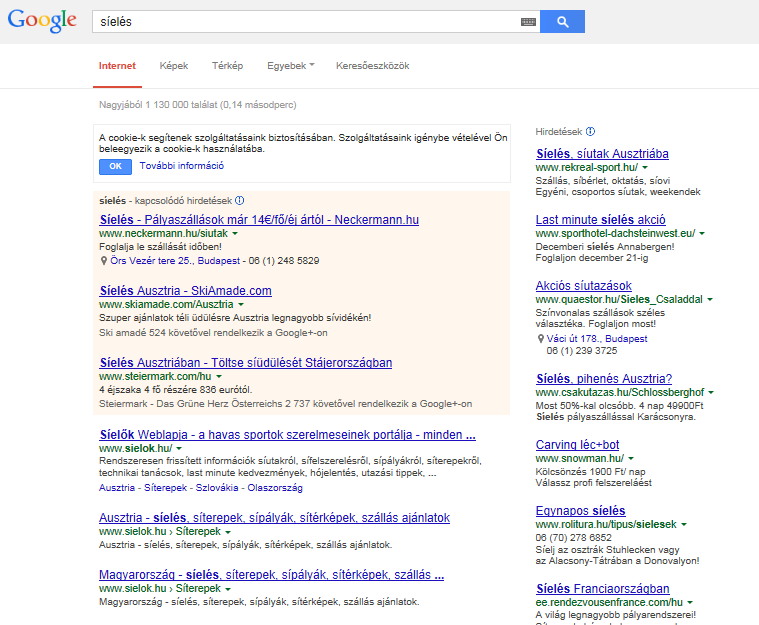 Google
síelés
Internet Képek Térkép Egyebek Keresőeszközök
Nagyjából 1 130 000 találat (0,14 másodperc)
A cookie-k segítenek szolgáltatásaink biztosításában. Szolgáltatásaink igénybe vételével Ön
beleegyezik a cookie-k használatába.
OK További információ
síelés - kapcsolódó hirdetések
Síelés - Pályaszállások már 14€/fő/éj ártól - Neckermann.hu
www.neckermann.hu/siutak
Foglalja le szállását időben!
Örs Vezér tere 25., Budapest - 06 (1) 248 5829
Síelés Ausztria - SkiAmade.com
www.skiamade.com/Ausztria
Szuper ajánlatok téli üdülésre Ausztria legnagyobb sívidékén!
Ski amadé 524 követővel rendelkezik a Google+-on
Síelés Ausztriában - Töltse síüdülését Stájerországban
www.steiermark.com/hu
4 éjszaka 4 fő részére 836 eurótól.
Steiermark - Das Grüne Herz Österreichs 2 737 követővel rendelkezik a Google+-on
Síelők Weblapja - a havas sportok szerelmeseinek portálja - minden ...
www.sielok.hu/
Rendszeresen frissített információk síutakról, sífelszerelésről, sípályákról, síterepekről,
technikai tanácsok, last minute kedvezmények, hójelentés, utazási tippek, ...
Ausztria - Síterepek - Szlovákia - Olaszország
Ausztria - síelés, síterepek, sípályák, sítérképek, szállás ajánlatok
www.sielok.hu › Síterepek
Ausztria - síelés, síterepek, sípályák, sítérképek, szállás ajánlatok.
Magyarország - síelés, síterepek, sípályák, sítérképek, szállás ...
www.sielok.hu › Síterepek
Magyarország - síelés, síterepek, sípályák, sítérképek, szállás ajánlatok.
Hirdetések
Síelés, síutak Ausztriába
www.rekreal-sport.hu/
Szállás, síbérlet, oktatás, síovi
Egyéni, csoportos síutak, weekendek
Last minute síelés akció
www.sporthotel-dachsteinwest.eu/
Decemberi síelés Annabergen!
Foglaljon december 21-ig
Akciós síutazások
www.quaestor.hu/Sieles_Csaladdal
Színvonalas szállások széles
választéka. Foglaljon most!
Váci út 178., Budapest
06 (1) 239 3725
Síelés, pihenés Ausztria?
www.csakutazas.hu/Schlossberghof
Most 50%-kal olcsóbb. 4 nap 49900Ft
Síelés pályaszállással Karácsonyra.
Carving léc+bot
www.snowman.hu/
Kölcsönzés 1900 Ft/ nap
Válassz profi felszerelést
Egynapos síelés
www.rolitura.hu/tipus/sielesek
06 (70) 278 6852
Síelj az osztrák Stuhlecken vagy
az Alacsony-Tátrában a Donovalyon!
Síelés Franciaországban
ee.rendezvousenfrance.com/hu
A világ legnagyobb pályarendszerei!